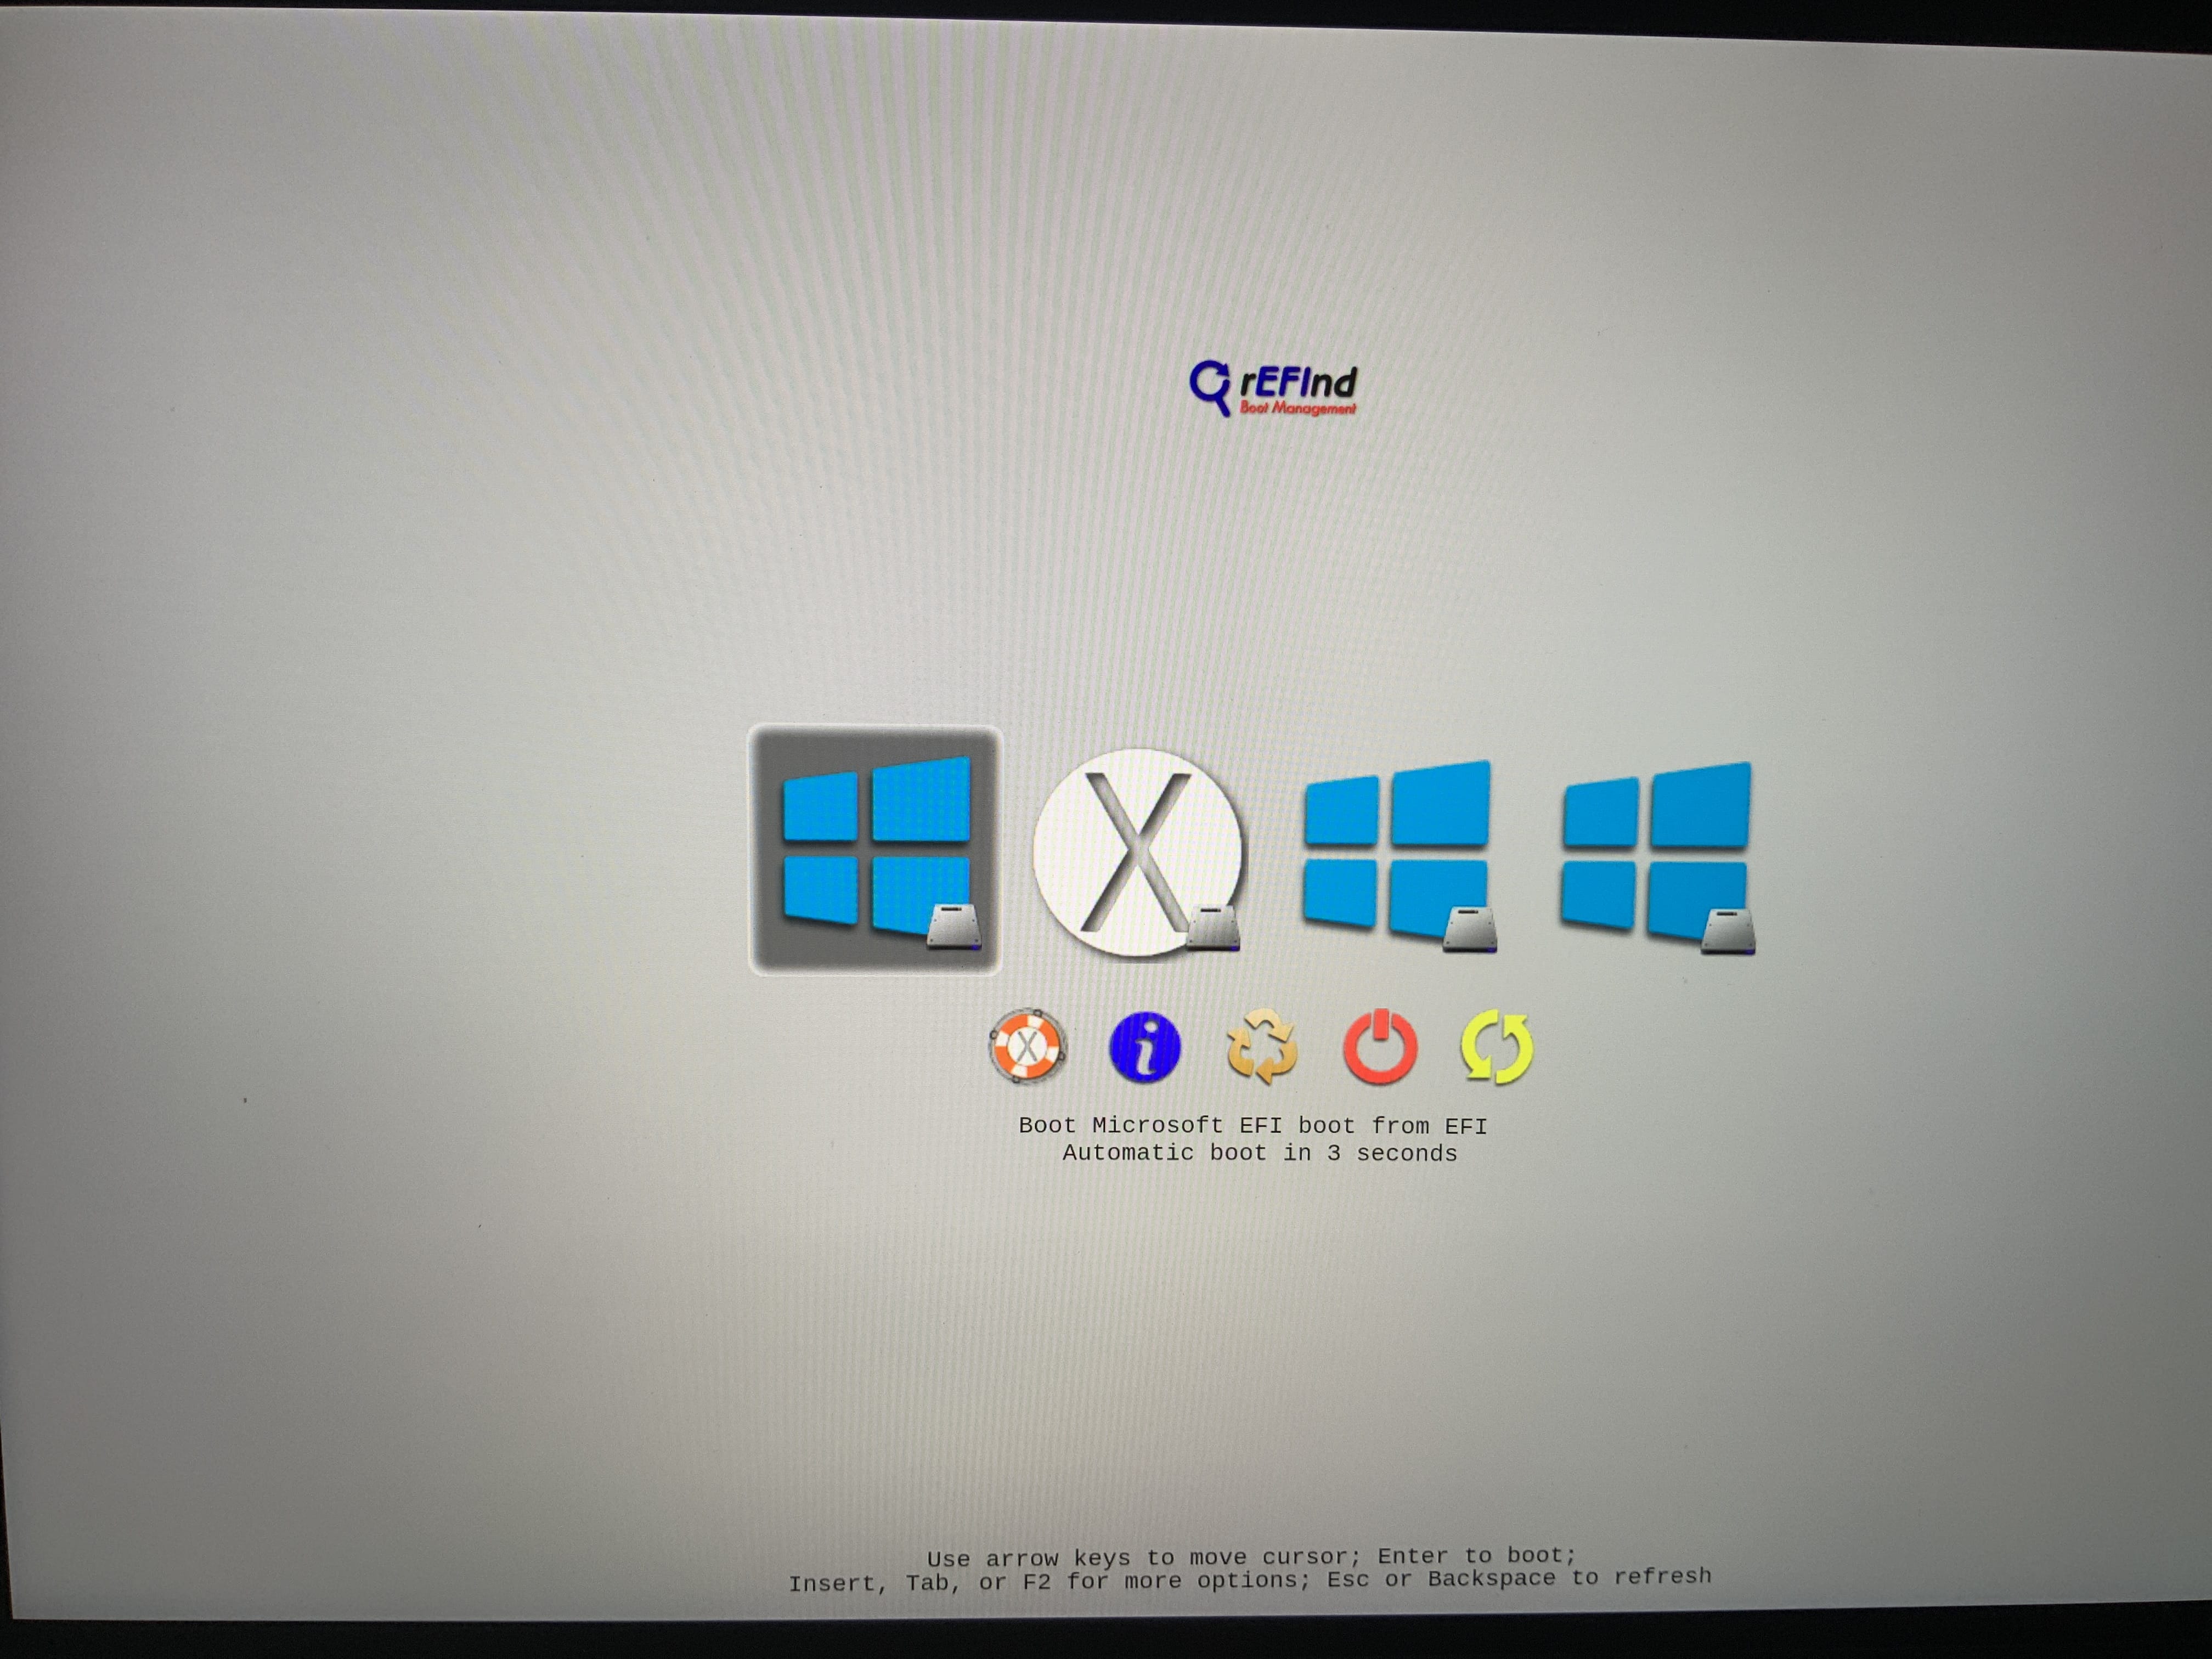 rEFInd
Boot Management
Boot Microsoft EFI boot from EFI
Automatic boot in 3 seconds
Use arrow keys to move cursor; Enter to boot;
Insert, Tab, or F2 for more options; Esc or Backspace to refresh